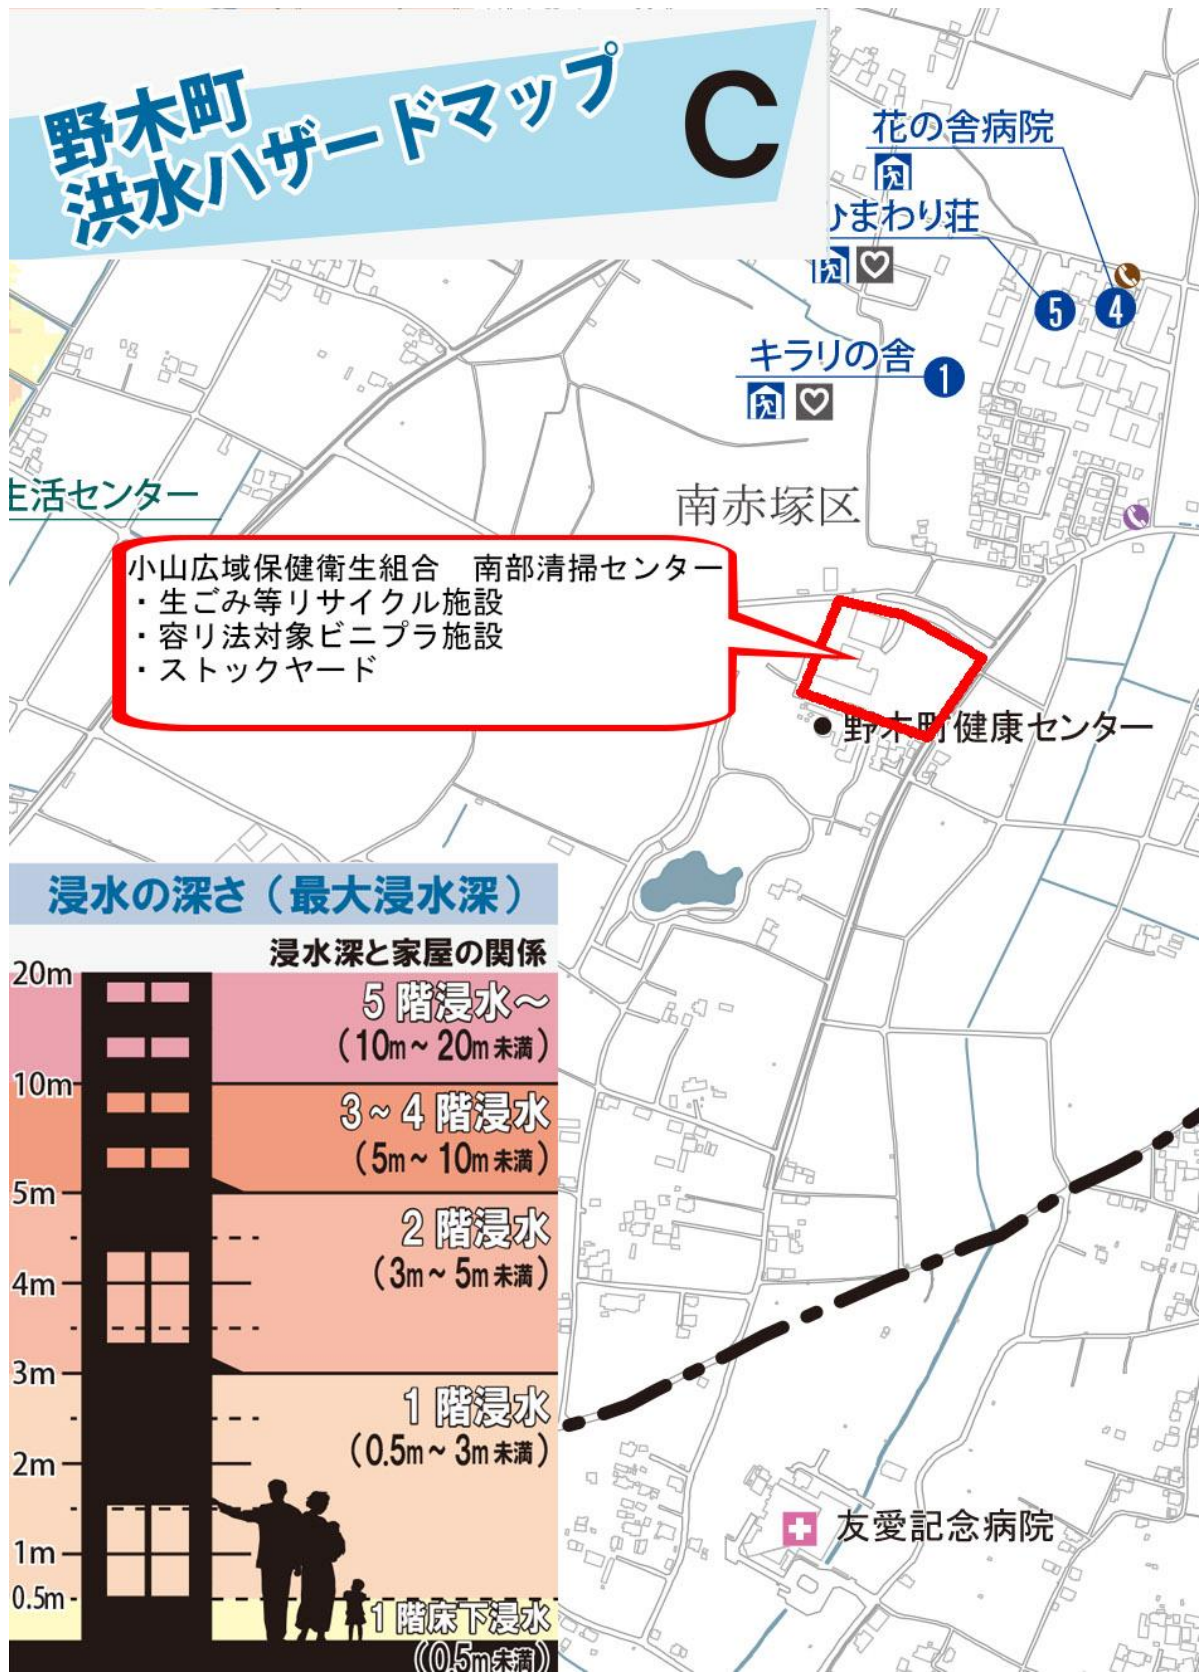 野木町
洪水ハザードマップ
C
花の舎病院
ひまわり荘
5
4
キラリの舎
1
生活センター
南赤塚区
小山広域保健衛生組合 南部清掃センター
・生ごみ等リサイクル施設
・容リ法対象ビニプラ施設
・ストックヤード
野木町健康センター
浸水の深さ(最大浸水深)
浸水深と家屋の関係
20m
5階浸水～
(10m～20m未満)
10m
3～4階浸水
(5m～10m未満)
5m
2階浸水
(3m～5m未満)
4m
3m
1階浸水
(0.5m～3m未満)
2m
1m
0.5m
1階床下浸水
(0.5m未満)
友愛記念病院